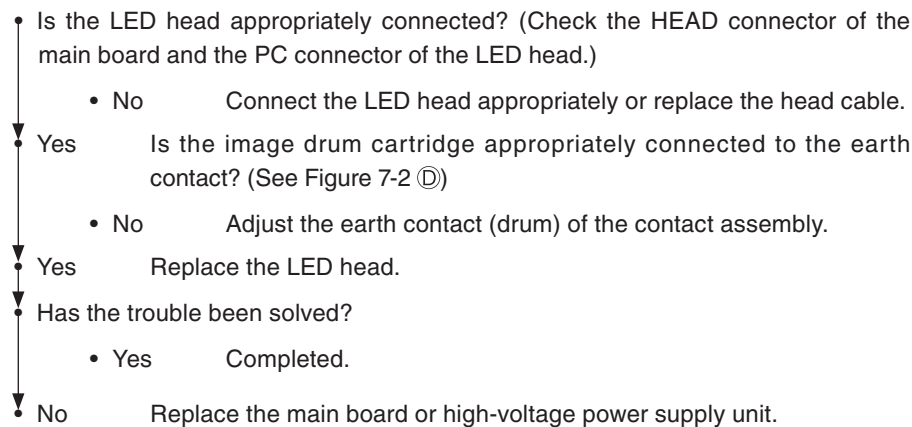 • Is the LED head appropriately connected? (Check the HEAD connector of the
main board and the PC connector of the LED head.)
• No Connect the LED head appropriately or replace the head cable.
• Yes Is the image drum cartridge appropriately connected to the earth
contact? (See Figure 7-2 Ⓓ)
• No Adjust the earth contact (drum) of the contact assembly.
• Yes Replace the LED head.
• Has the trouble been solved?
• Yes Completed.
• No Replace the main board or high-voltage power supply unit.